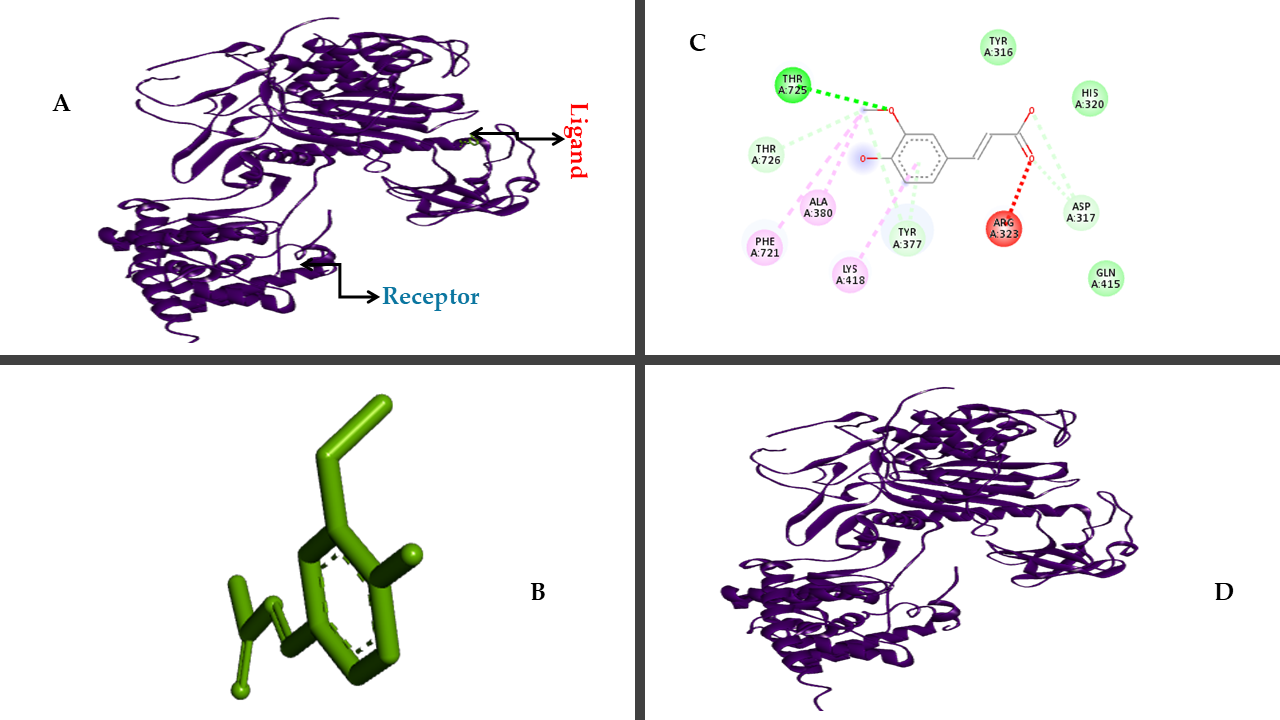 A
Ligand
Receptor
C
TYR
A:316
THR
A:725
HIS
A:320
O
O
THR
A:726
O
O
ALA
A:380
ASP
A:317
ARG
A:323
TYR
A:377
PHE
A:721
LYS
A:418
GLN
A:415
B
D